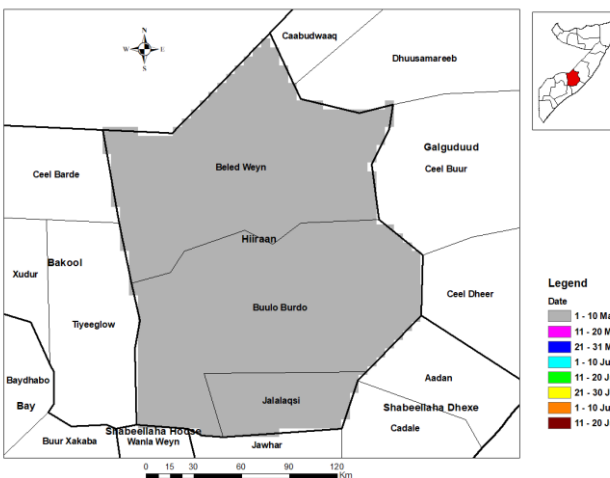 N
W E
S
Caabudwaaq
Dhuusamareeb
Galguduud
Ceel Buur
Ceel Barde
Beled Weyn
Hiiraan
Bakool
Xudur
Tiyeeglow
Buulo Burdo
Ceel Dheer
Baydhabo
Bay
Jalalaqsi
Aadan
Shabeellaha Dhexe
Cadale
Shabeellaha Hoose
Buur Xakaba
Wanla Weyn
Jawhar
0 15 30 60 90 120
Km
Legend
Date
1 - 10 Ma
11 - 20 M
21 - 31 M
1 - 10 Ju
11 - 20 J
21 - 30 J
1 - 10 Ju
11 - 20 J